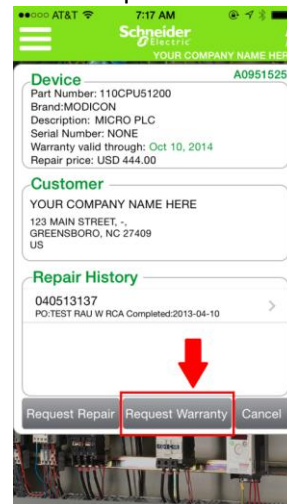 AT&T 7:17 AM
Schneider
Electric
YOUR COMPANY NAME HER
Device A0951525
Part Number: 110CPU51200
Brand:MODICON
Description: MICRO PLC
Serial Number: NONE
Warranty valid
through: Oct 10, 2014
Repair price: USD 444.00
Customer
YOUR COMPANY NAME HERE
123 MAIN STREET, -,
GREENSBORO, NC 27409
US
Repair History
040513137
PO:TEST RAU W RCA Completed:2013-04-10
Request Repair Request Warranty Cancel